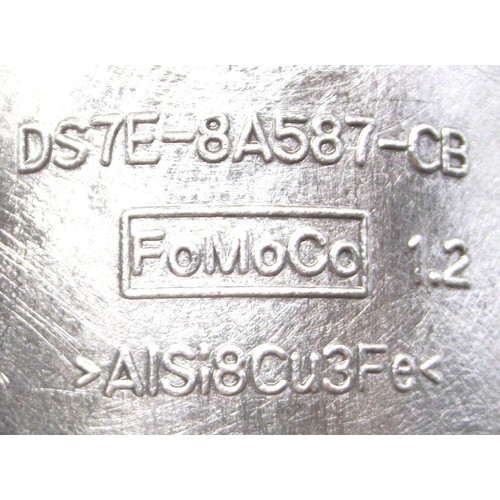 DS7E-8A587-CB
FoMoCo 1.2
>AlSi8Cu3Fe<